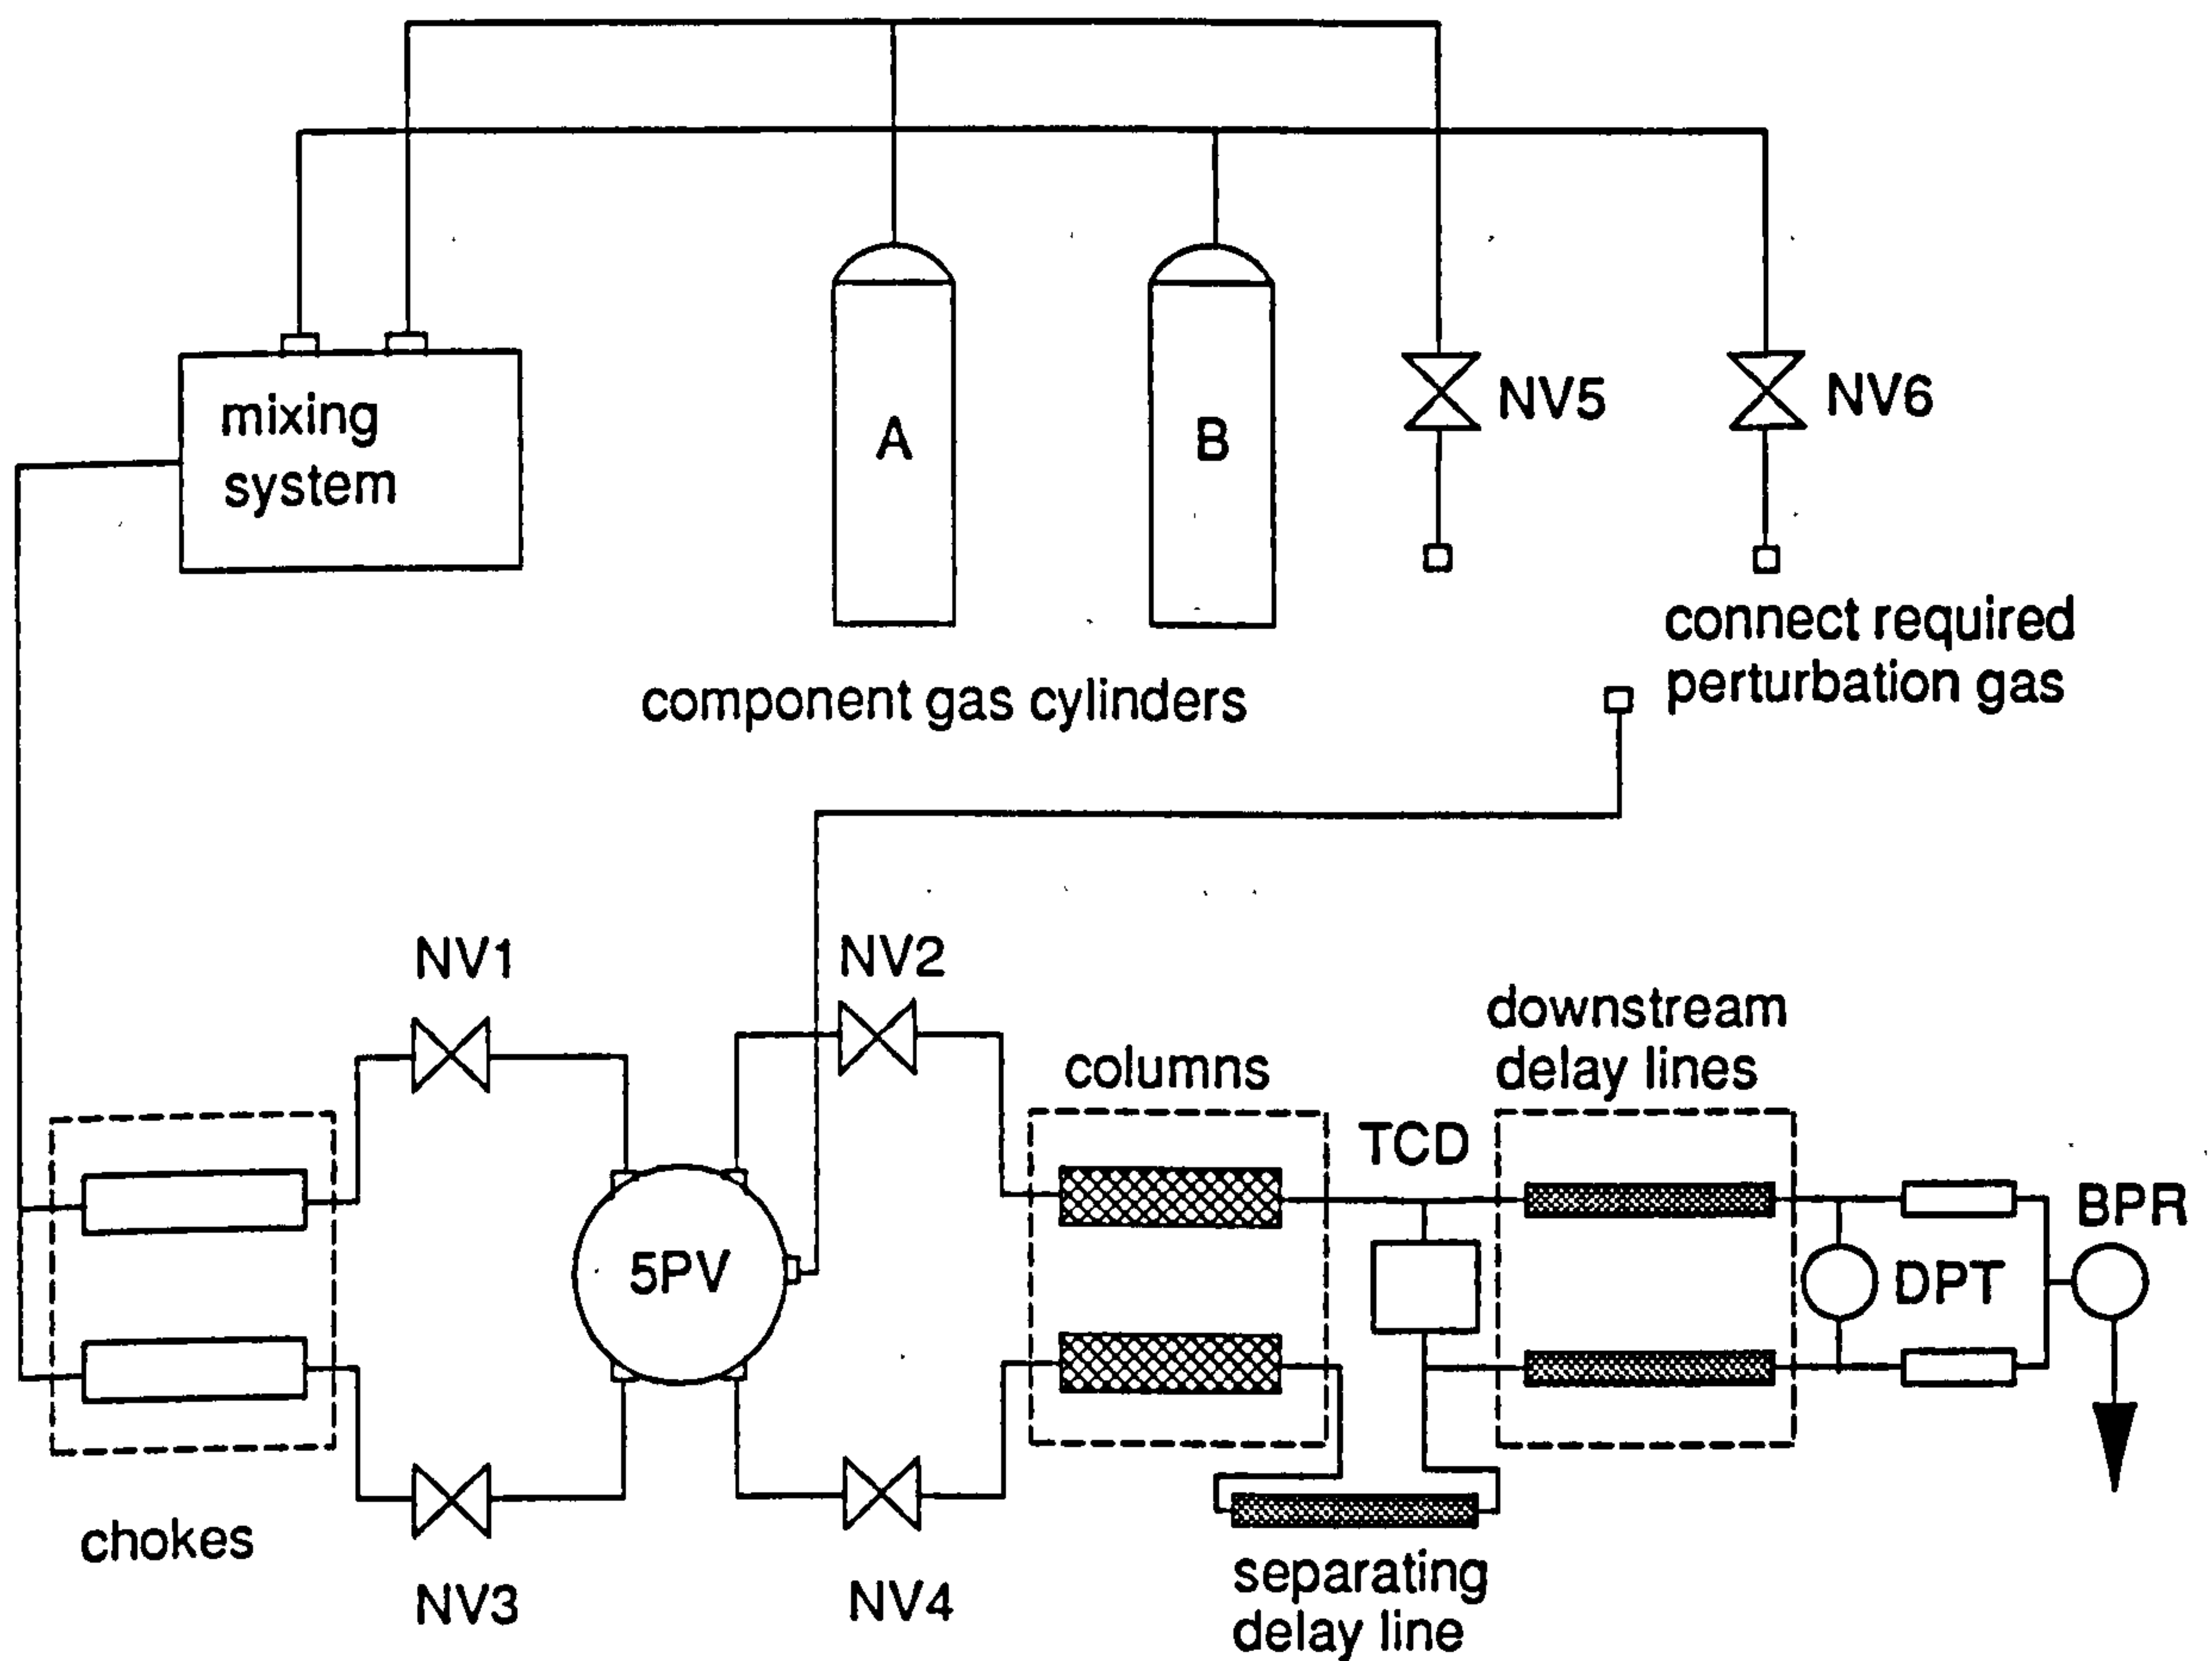 mixing
system
A
B
NV5
NV6
component gas cylinders
connect required
perturbation gas
NV1
NV2
5PV
columns
TCD
downstream
delay lines
DPT
BPR
chokes
NV3
NV4
separating
delay line